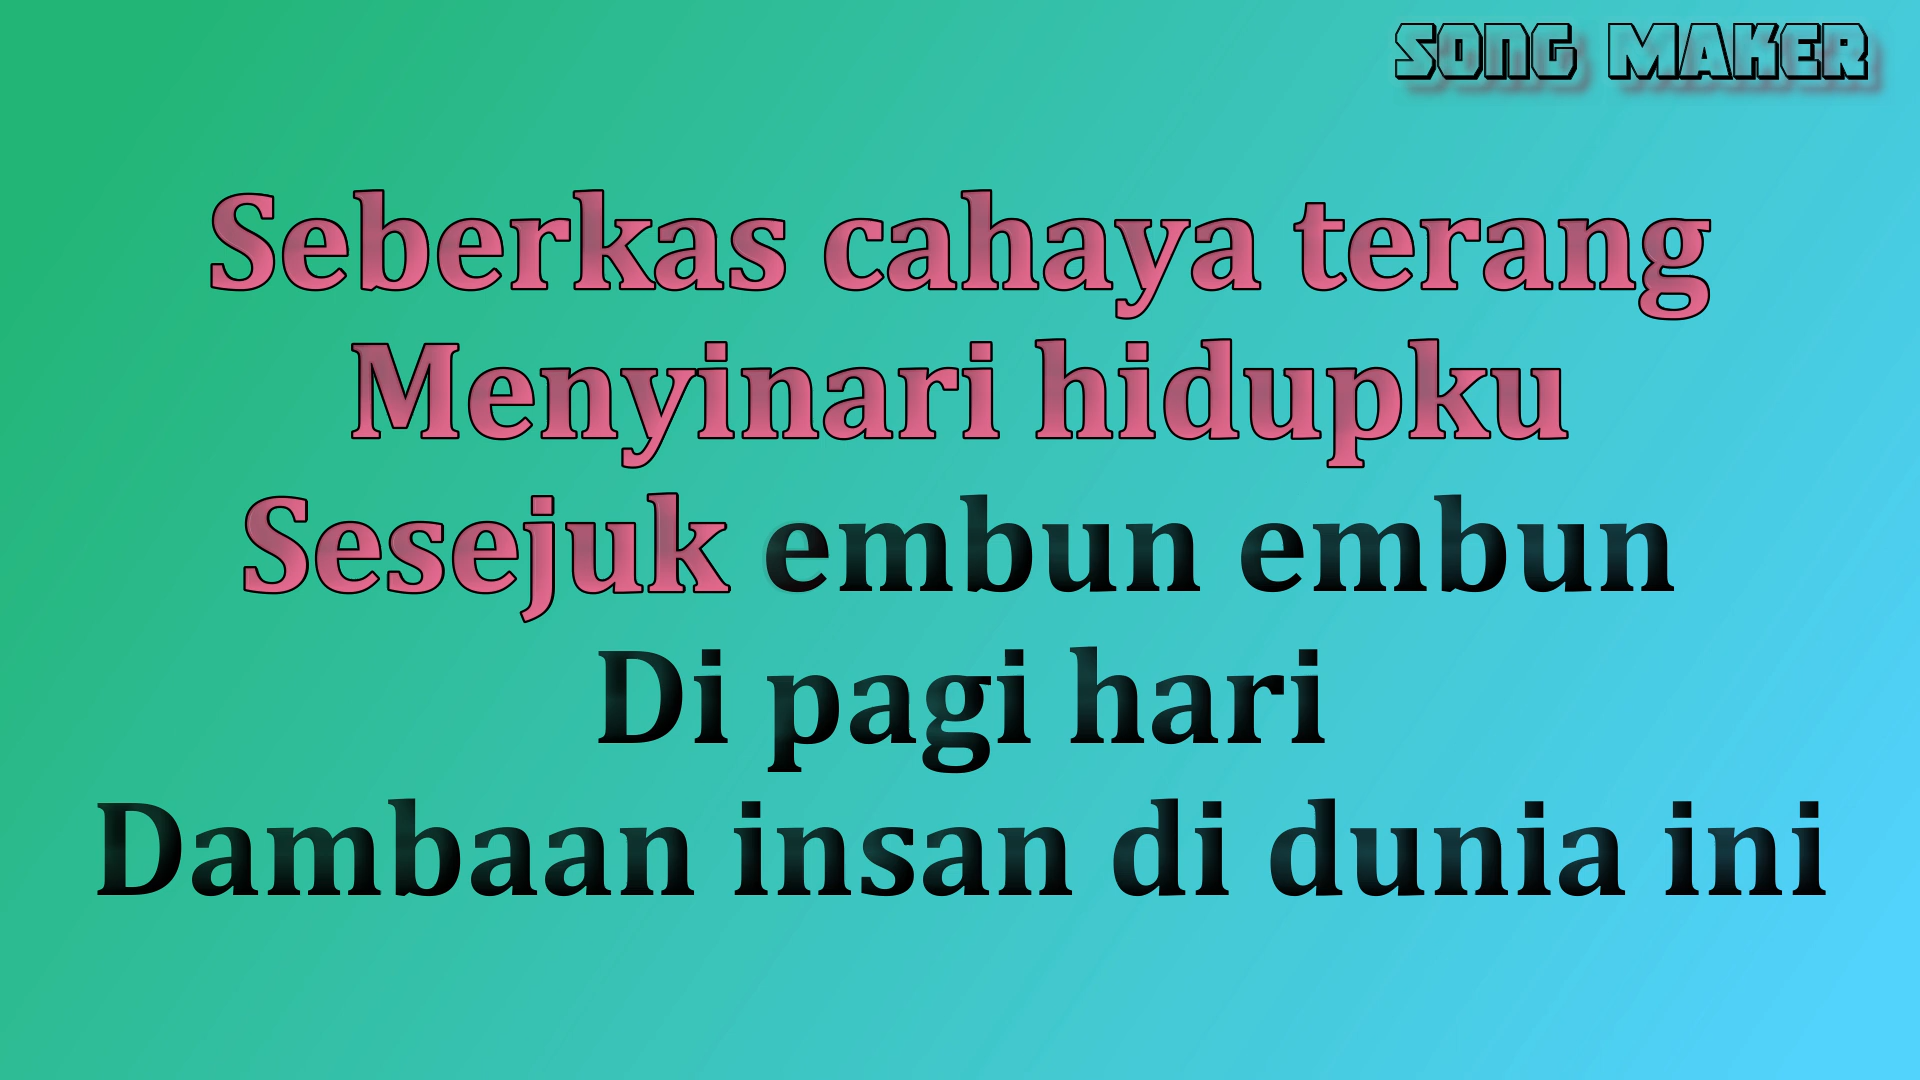 SONG MAKER
Seberkas cahaya terang
Menyinari hidupku
Sesejuk embun embun
Di pagi hari
Dambaan insan di dunia ini